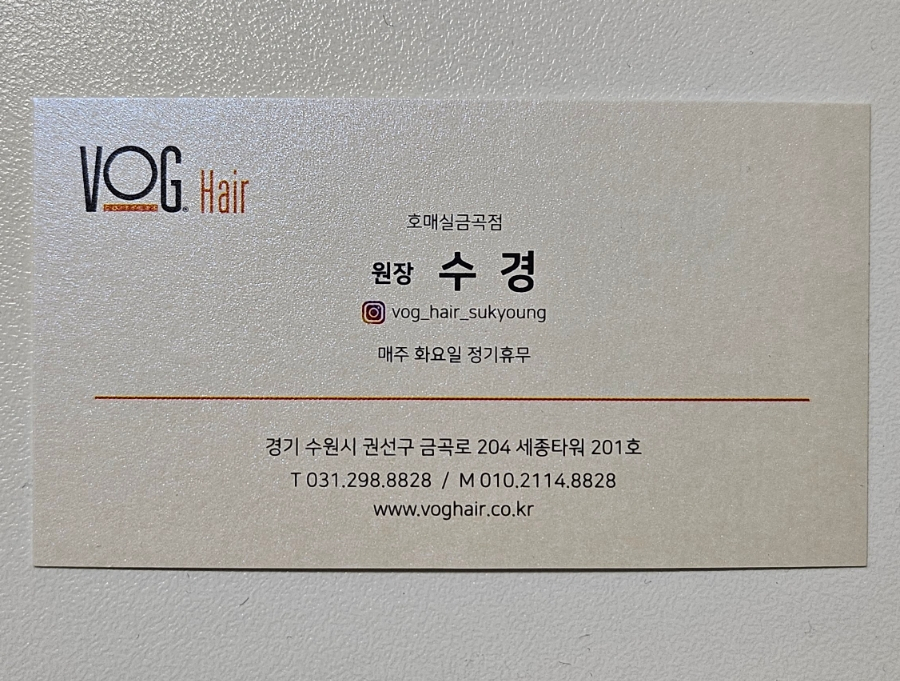 VOG® Hair
호매실금곡점
원장 수 경
vog_hair_sukyoung
매주 화요일 정기휴무
경기 수원시 권선구 금곡로 204 세종타워 201호
T 031.298.8828 / M 010.2114.8828
www.voghair.co.kr